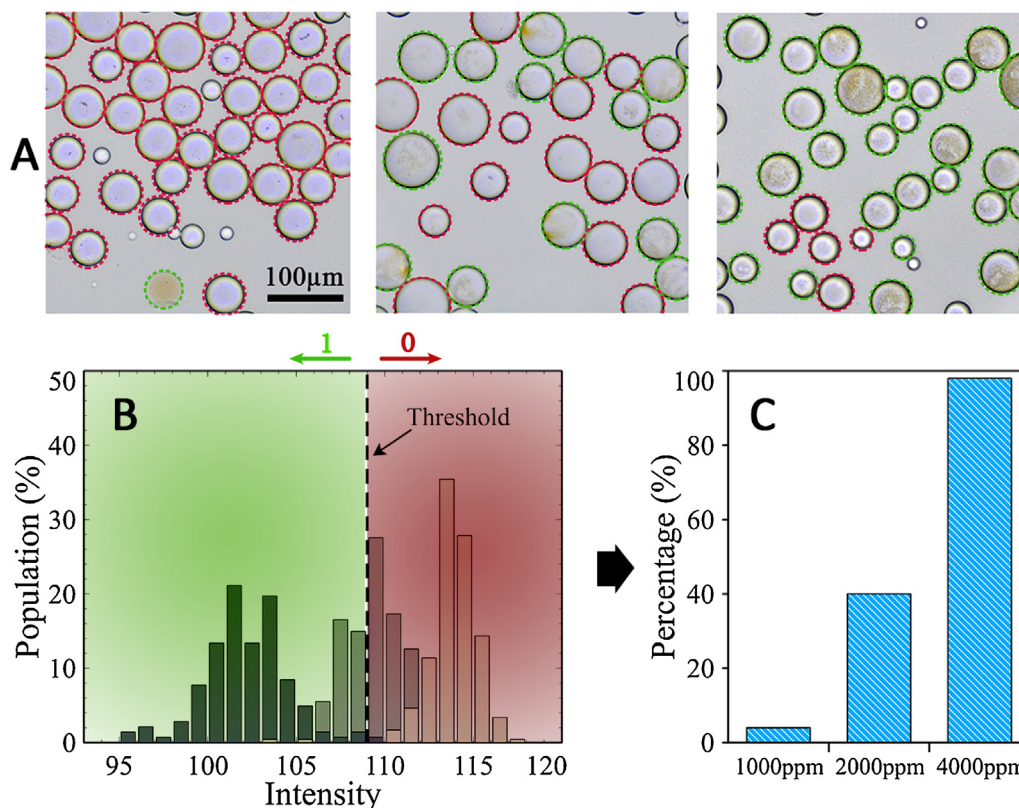 A
100μm
1 0
B
Threshold
Population (%)
50
40
30
20
10
0
95 100 105 110 115 120
Intensity
C
Percentage (%)
100
80
60
40
20
0
1000ppm 2000ppm 4000ppm